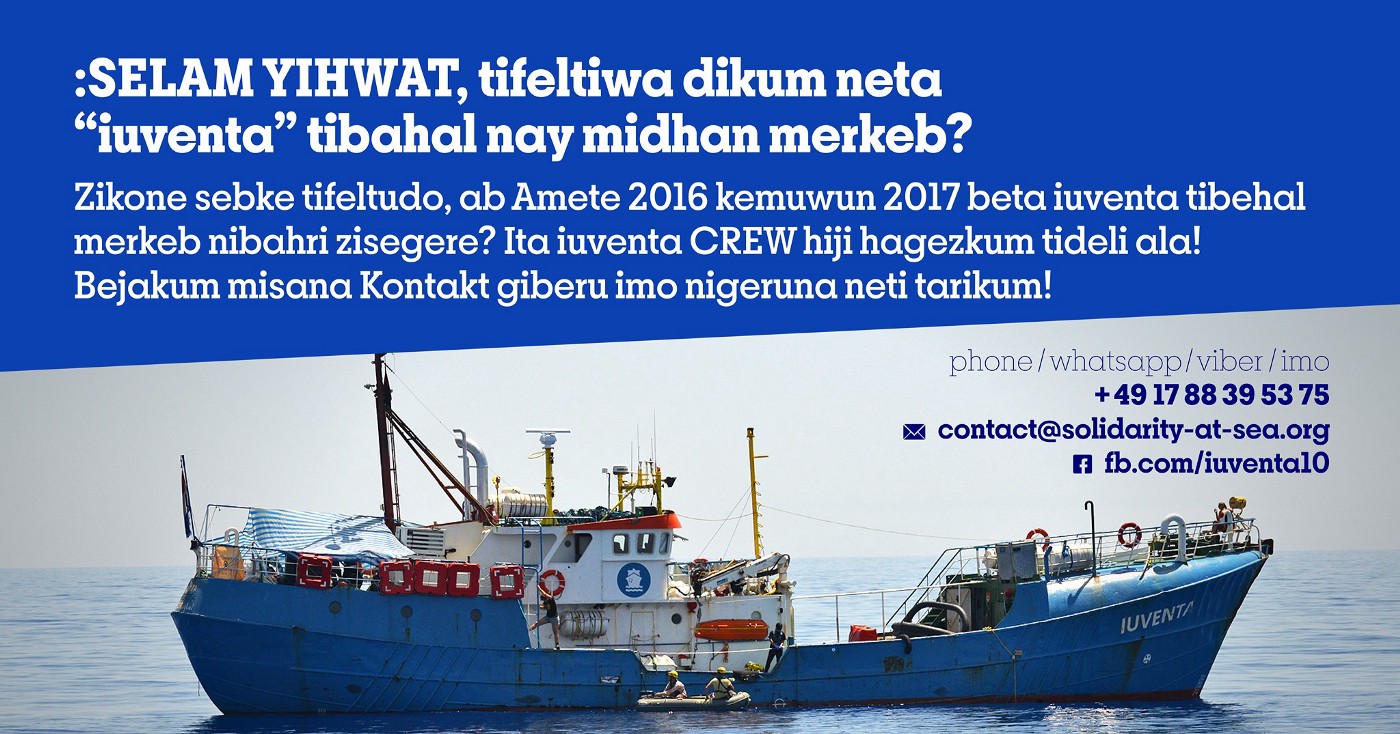 :SELAM YIHWAT, tifeltiwa dikum neta
“iuventa” tibahal nay midhan merkeb?
Zikone sebke tifeltudo, ab Amete 2016 kemuwun 2017 beta iuventa tibehal
merkeb nibahri zisegere? Ita iuventa CREW hiji hagezkum tideli ala!
Bejakum misana Kontakt giberu imo nigeruna neti tarikum!
phone/whatsapp/viber/imo
+49 17 88 39 53 75
contact@solidarity-at-sea.org
fb.com/iuventa10
IUVENTA